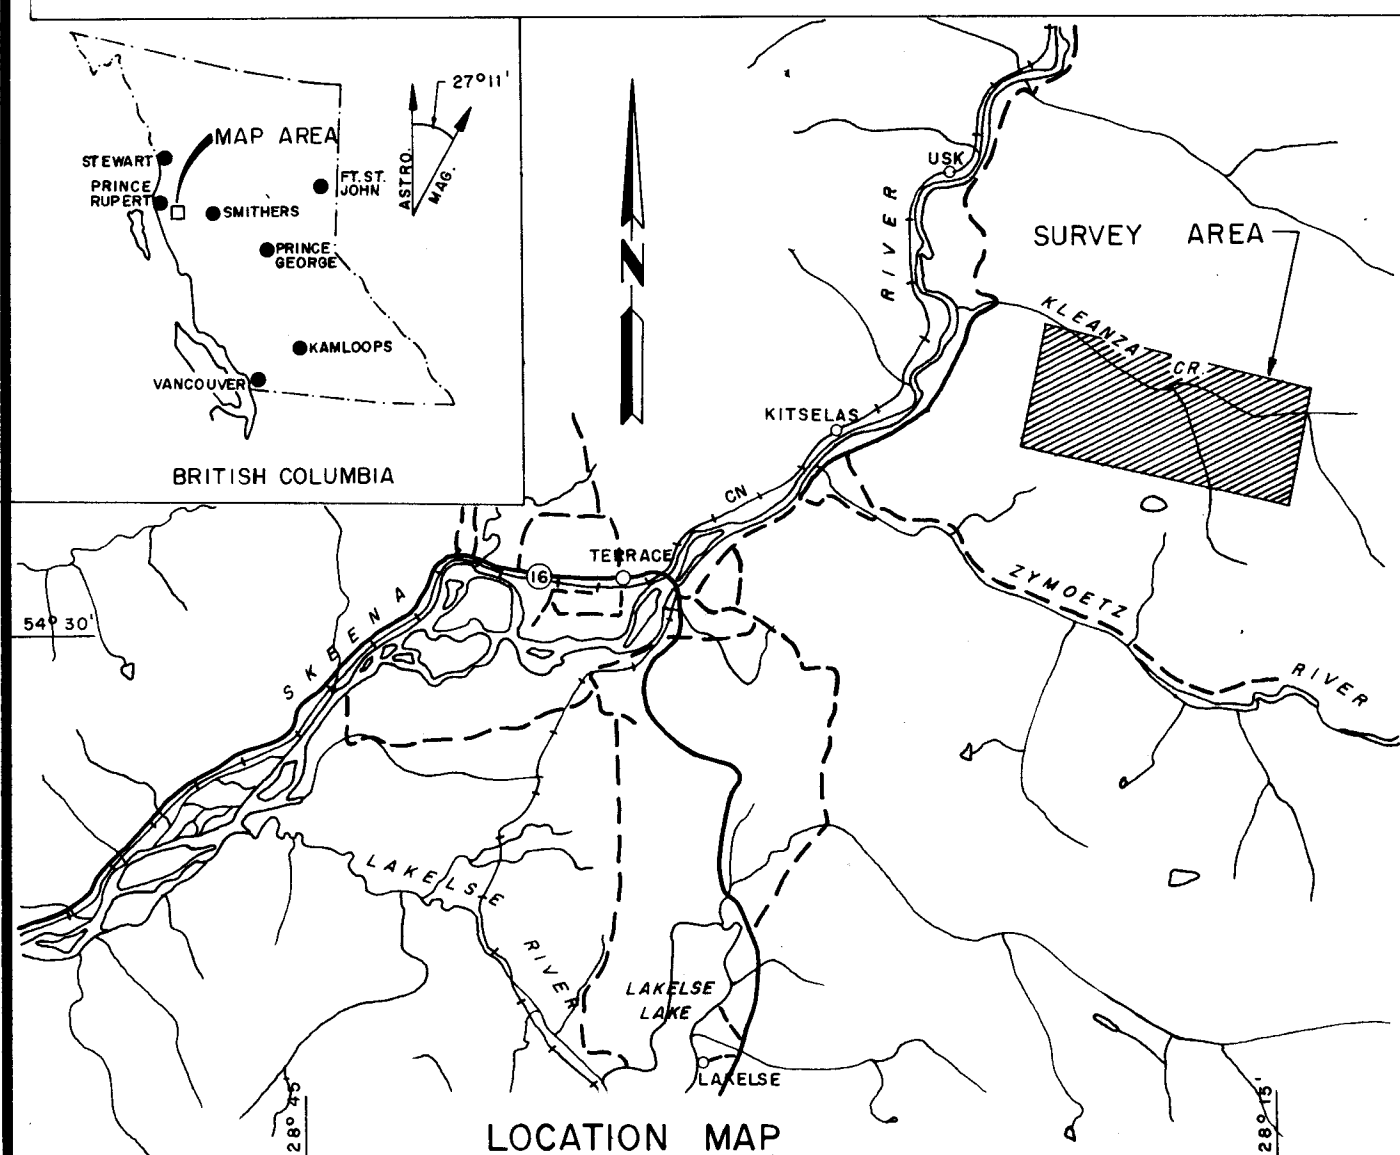 27°11'
MAP AREA
STEWART
ASTRO.
MAG.
PRINCE
RUPERT
FT. ST.
JOHN
SMITHERS
PRINCE
GEORGE
KAMLOOPS
VANCOUVER
BRITISH COLUMBIA
N
USK
RIVER
SURVEY AREA
KLEANZA CR.
KITSELAS
CN
TERRACE
16
SKEENA
54° 30'
ZYMOETZ
RIVER
LAKELSE
RIVER
LAKELSE
LAKE
LAKELSE
28° 45'
28° 15'
LOCATION MAP